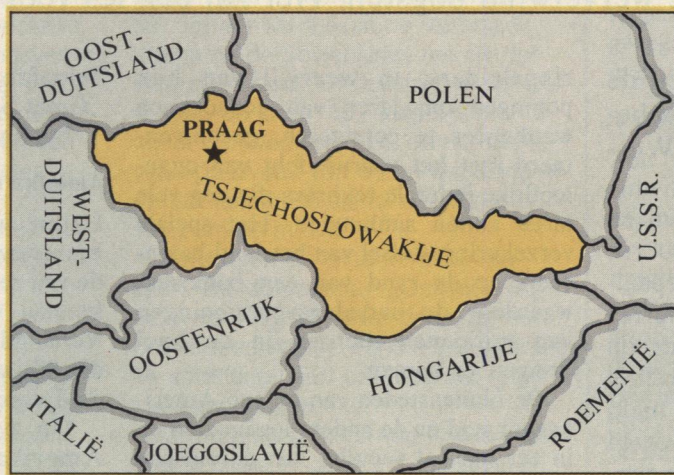 OOST-
DUITSLAND
POLEN
PRAAG
TSJECHOSLOWAKIJE
WEST-
DUITSLAND
U.S.S.R.
OOSTENRIJK
HONGARIJE
ROEMENIË
ITALIË
JOEGOSLAVIË